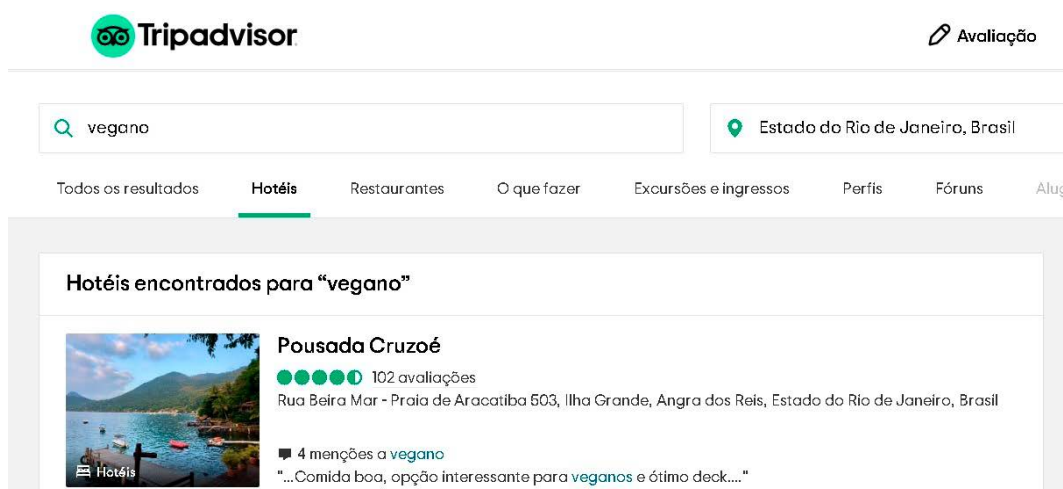 Tripadvisor
Avaliação
vegano
Estado do Rio de Janeiro, Brasil
Todos os resultados Hotéis Restaurantes O que fazer Excursões e ingressos Perfis Fóruns
Hotéis encontrados para “vegano”
Pousada Cruzoé
102 avaliações
Rua Beira Mar - Praia de Aracatiba 503, Ilha Grande, Angra dos Reis, Estado do Rio de Janeiro, Brasil
4 menções a vegano
Hotéis
"...Comida boa, opção interessante para veganos e ótimo deck...."